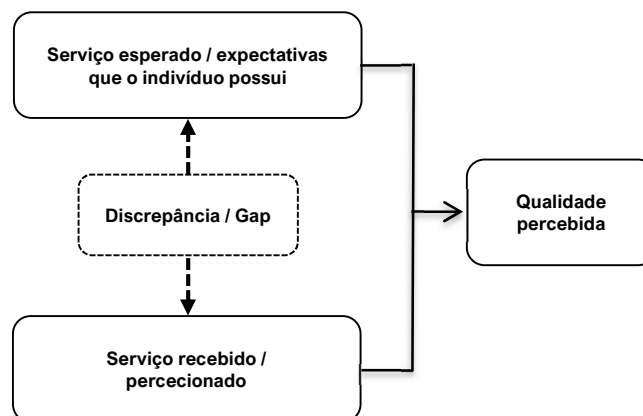 Serviço esperado / expectativas
que o indivíduo possui
Discrepância / Gap
Qualidade
percebida
Serviço recebido /
percecionado